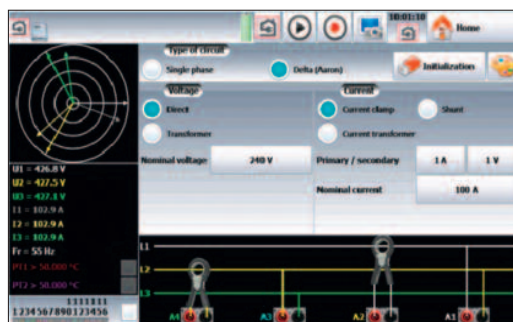 10:01:10
Home
Type of circuit
Single phase
Delta (Aaron)
Initialization
Voltage
Current
Direct
Current clamp
Shunt
Transformer
Current transformer
Nominal voltage
240 V
Primary / secondary
1 A
1 V
Nominal current
100 A
U1 = 426.8 V
U2 = 427.5 V
U3 = 427.1 V
I1 = 102.9 A
I2 = 102.9 A
I3 = 102.9 A
Fr = 55 Hz
PT1 > 50.000 °C
PT2 > 50.000 °C
1111111
1234567890123456
L1
L2
L3
A4
A3
A2
A1